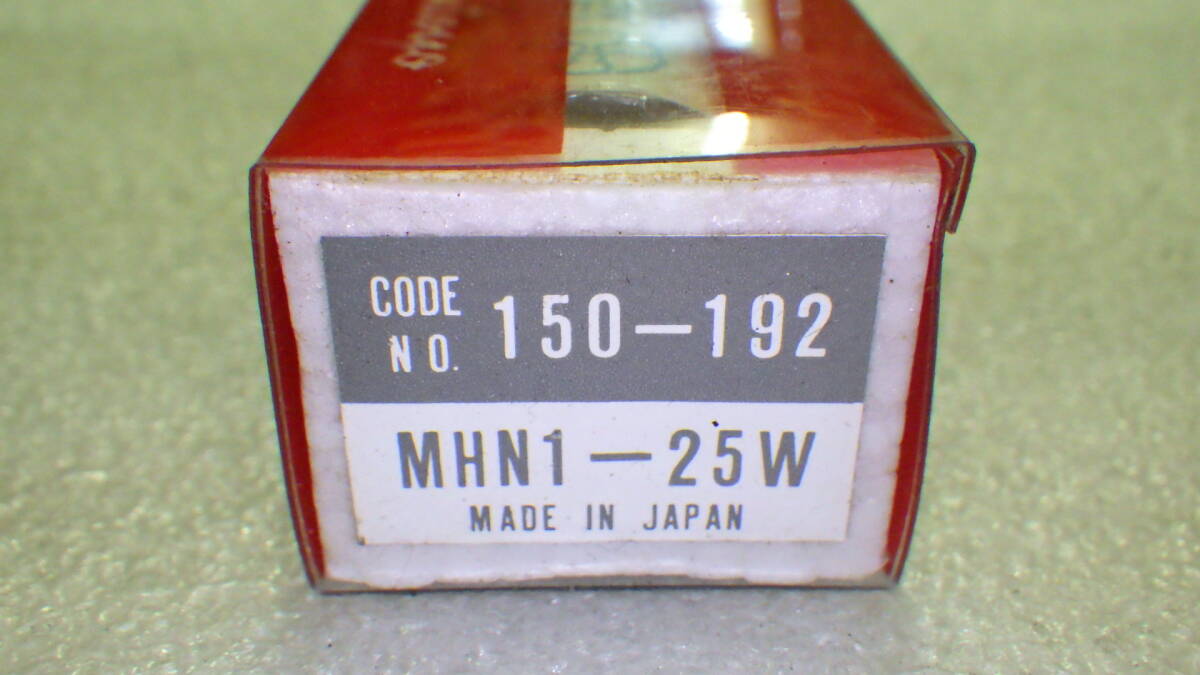 CODE NO. 150-192
MHN1-25W
MADE IN JAPAN